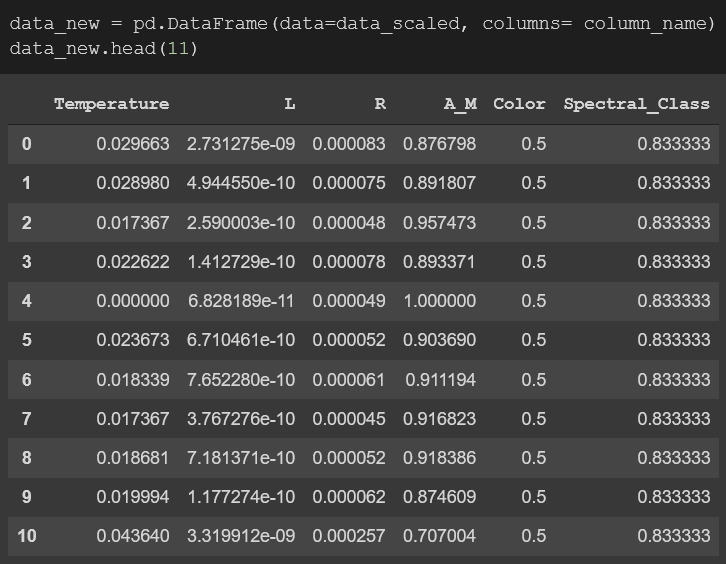 data_new = pd.DataFrame(data=data_scaled, columns= column_name)
data_new.head(11)
Temperature L R A_M Color Spectral_Class
0 0.029663 2.731275e-09 0.000083 0.876798 0.5 0.833333
1 0.028980 4.944550e-10 0.000075 0.891807 0.5 0.833333
2 0.017367 2.590003e-10 0.000048 0.957473 0.5 0.833333
3 0.022622 1.412729e-10 0.000078 0.893371 0.5 0.833333
4 0.000000 6.828189e-11 0.000049 1.000000 0.5 0.833333
5 0.023673 6.710461e-10 0.000052 0.903690 0.5 0.833333
6 0.018339 7.652280e-10 0.000061 0.911194 0.5 0.833333
7 0.017367 3.767276e-10 0.000045 0.916823 0.5 0.833333
8 0.018681 7.181371e-10 0.000052 0.918386 0.5 0.833333
9 0.019994 1.177274e-10 0.000062 0.874609 0.5 0.833333
10 0.043640 3.319912e-09 0.000257 0.707004 0.5 0.833333